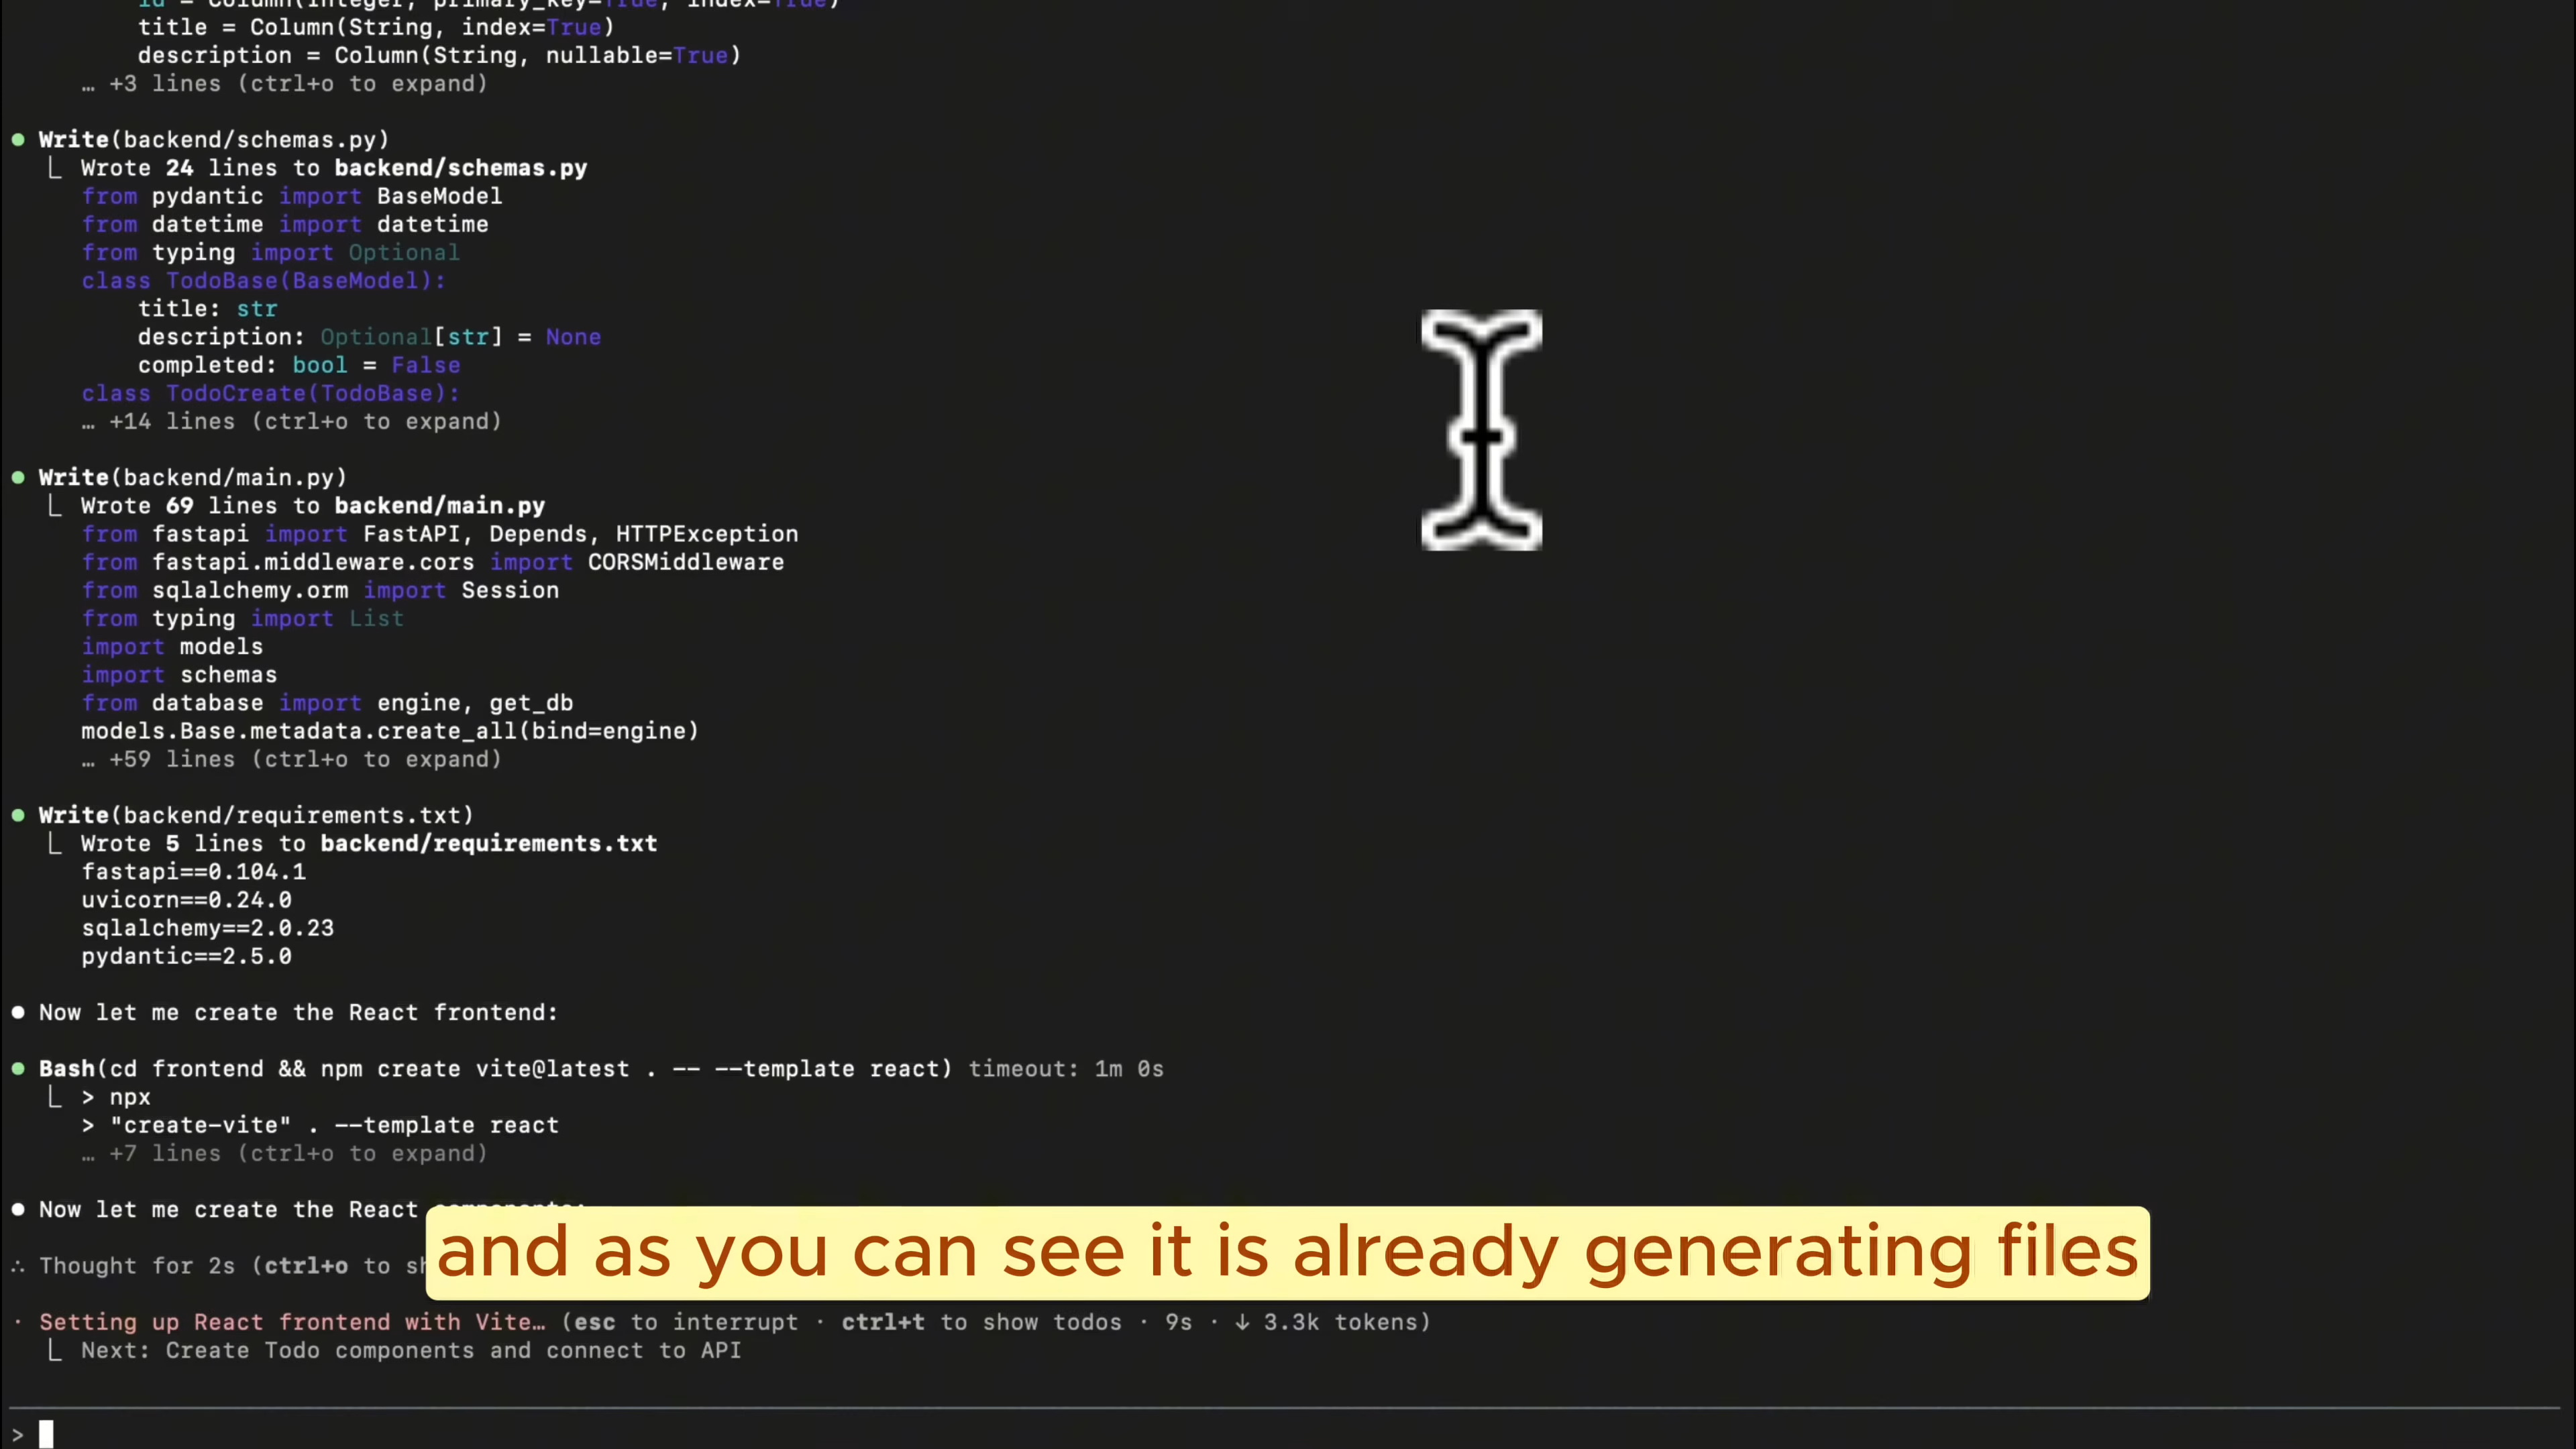 id = Column(Integer, primary_key=True, index=True)
title = Column(String, index=True)
description = Column(String, nullable=True)
… +3 lines (ctrl+o to expand)
● Write(backend/schemas.py)
⎿ Wrote 24 lines to backend/schemas.py
from pydantic import BaseModel
from datetime import datetime
from typing import Optional
class TodoBase(BaseModel):
title: str
description: Optional[str] = None
completed: bool = False
class TodoCreate(TodoBase):
… +14 lines (ctrl+o to expand)
● Write(backend/main.py)
⎿ Wrote 69 lines to backend/main.py
from fastapi import FastAPI, Depends, HTTPException
from fastapi.middleware.cors import CORSMiddleware
from sqlalchemy.orm import Session
from typing import List
import models
import schemas
from database import engine, get_db
models.Base.metadata.create_all(bind=engine)
… +59 lines (ctrl+o to expand)
● Write(backend/requirements.txt)
⎿ Wrote 5 lines to backend/requirements.txt
fastapi==0.104.1
uvicorn==0.24.0
sqlalchemy==2.0.23
pydantic==2.5.0
● Now let me create the React frontend:
● Bash(cd frontend && npm create vite@latest . -- --template react) timeout: 1m 0s
⎿ > npx
> "create-vite" . --template react
… +7 lines (ctrl+o to expand)
● Now let me create the React
and as you can see it is already generating files
∴ Thought for 2s (ctrl+o to
· Setting up React frontend with Vite… (esc to interrupt · ctrl+t to show todos · 9s · ↓ 3.3k tokens)
⎿ Next: Create Todo components and connect to API
>